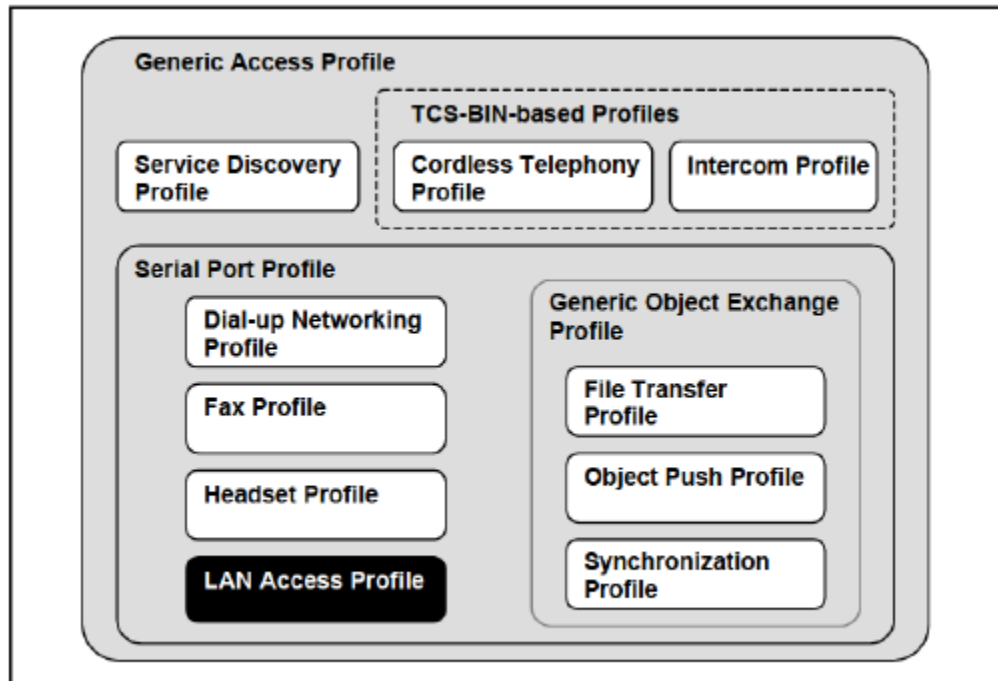 Generic Access Profile
TCS-BIN-based Profiles
Service Discovery
Profile
Cordless Telephony
Profile
Intercom Profile
Serial Port Profile
Dial-up Networking
Profile
Fax Profile
Headset Profile
LAN Access Profile
Generic Object Exchange
Profile
File Transfer
Profile
Object Push Profile
Synchronization
Profile